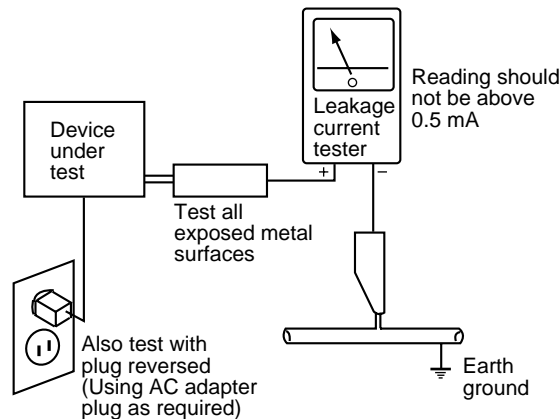 Device
under
test
Leakage
current
tester
+
−
Reading should
not be above
0.5 mA
Test all
exposed metal
surfaces
Also test with
plug reversed
(Using AC adapter
plug as required)
Earth
ground